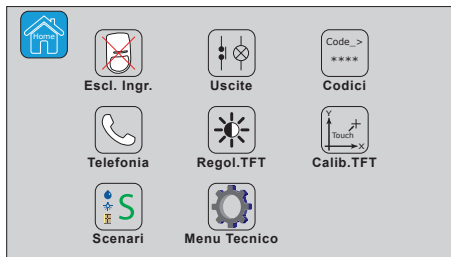 Home
Code_>
****
Escl. Ingr.
Uscite
Codici
Y
Touch
X
Telefonia
Regol.TFT
Calib.TFT
S
Scenari
Menu Tecnico